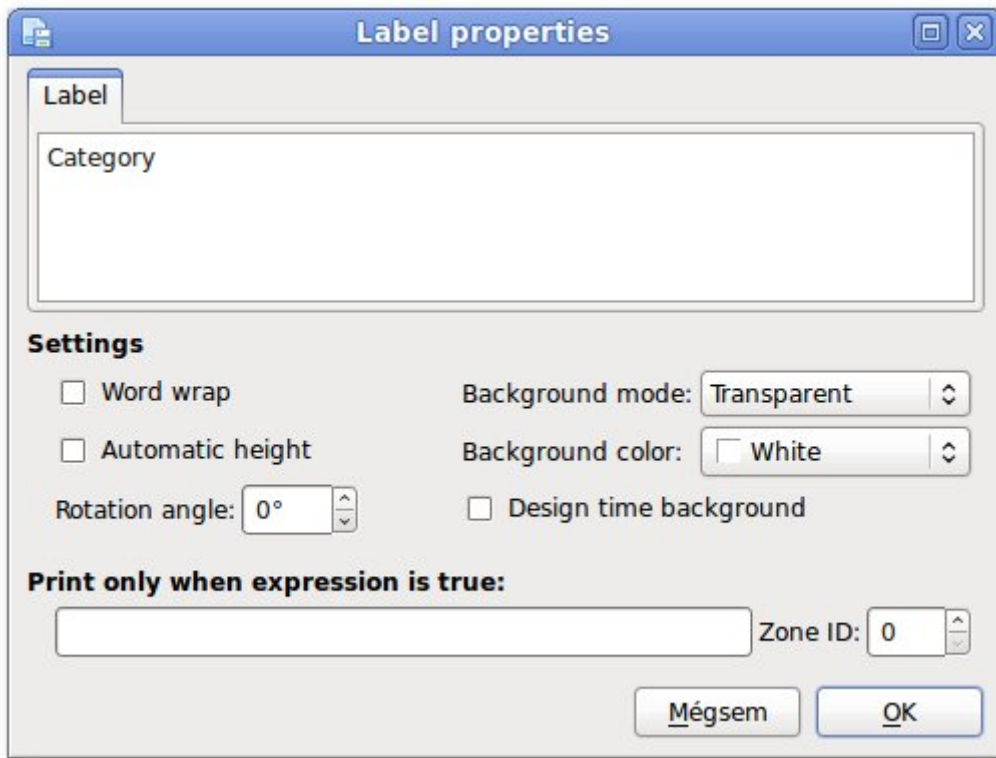 Label properties
Label
Category
Settings
Word wrap
Background mode: Transparent
Automatic height
Background color: White
Rotation angle: 0°
Design time background
Print only when expression is true:
Zone ID: 0
Mégsem
OK